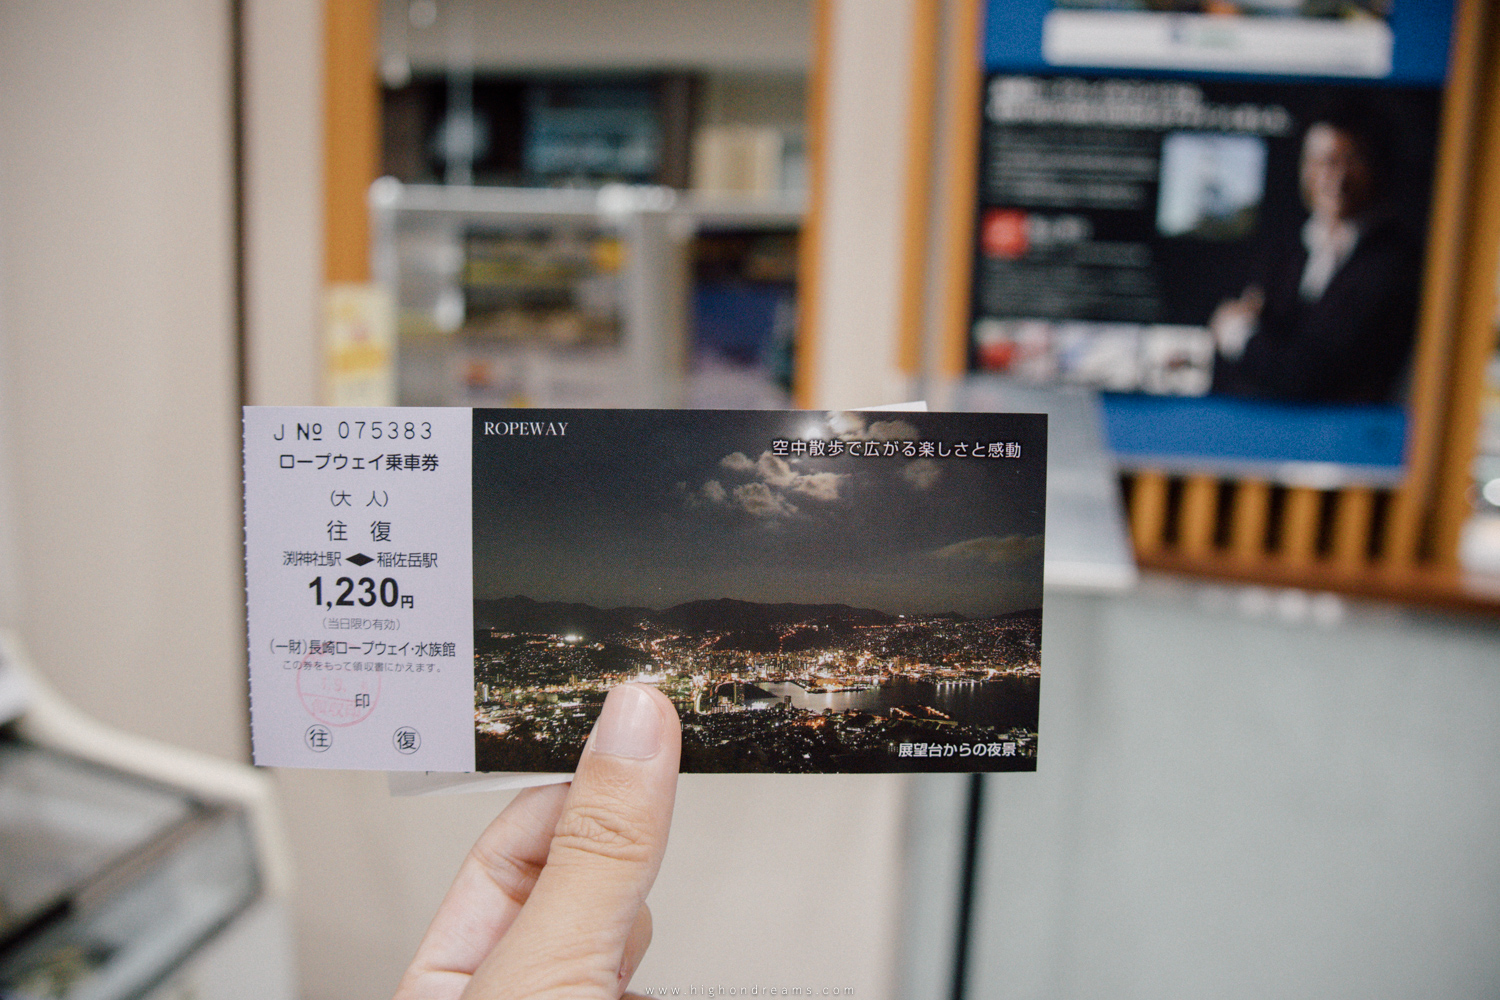 J № 075383
ロープウェイ乗車券
(大 人)
往 復
渕神社駅 ◀▶ 稲佐岳駅
1,230円
(当日限り有効)
(一財)長崎ロープウェイ・水族館
この券をもって領収書にかえます。
印
往 復
ROPEWAY
空中散歩で広がる楽しさと感動
展望台からの夜景
www.highondreams.com